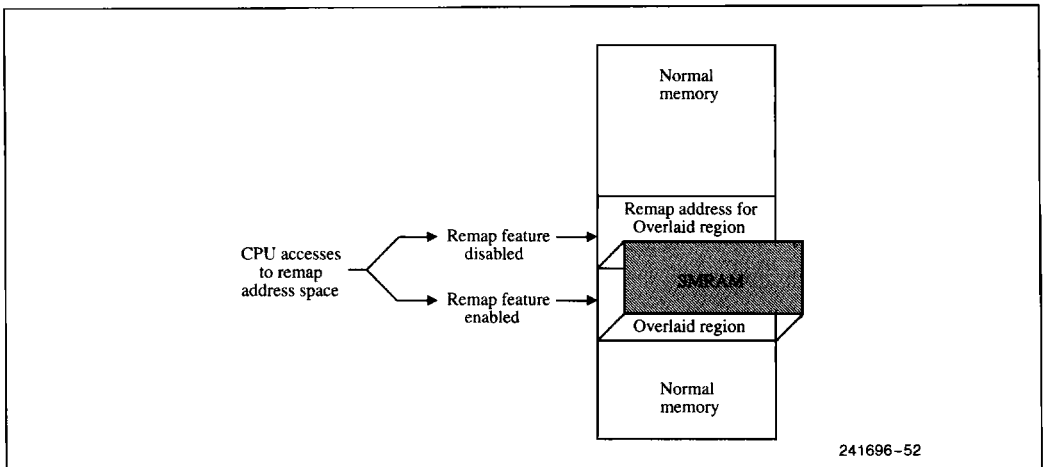 Normal
memory
Remap address for
Overlaid region
CPU accesses
to remap
address space
Remap feature
disabled
Remap feature
enabled
SMRAM
Overlaid region
Normal
memory
241696-52